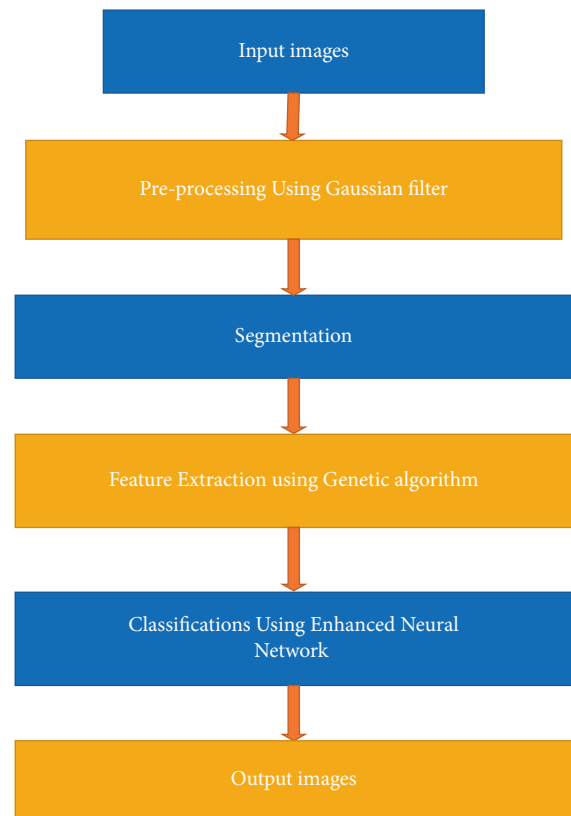 Input images
Pre-processing Using Gaussian filter
Segmentation
Feature Extraction using Genetic algorithm
Classifications Using Enhanced Neural
Network
Output images